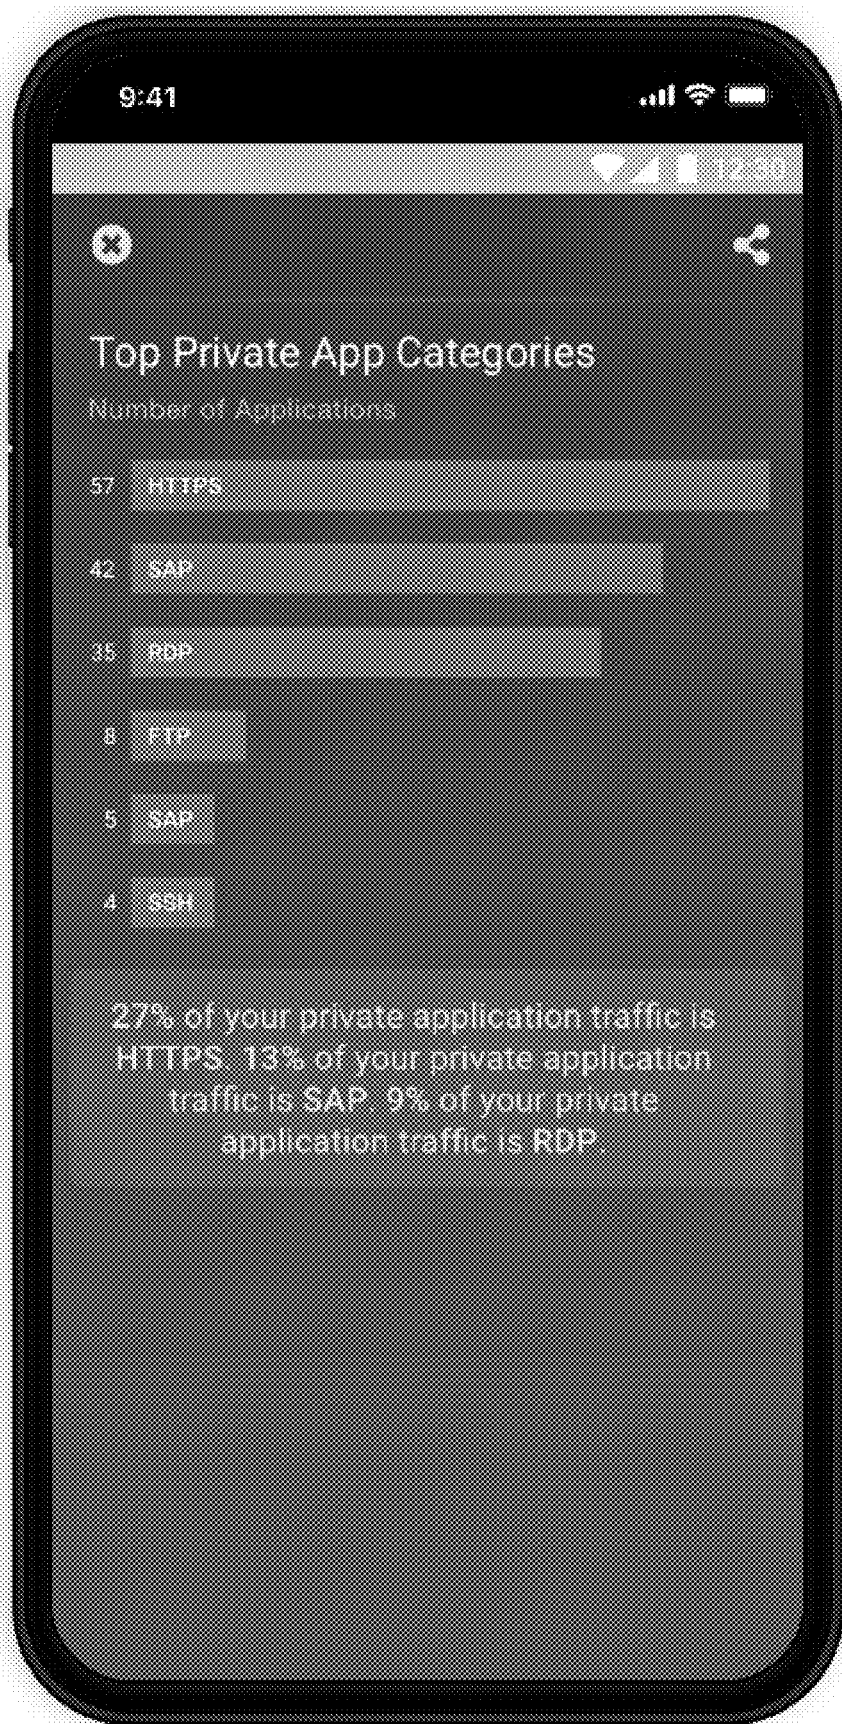 9:41
12:30
Top Private App Categories
Number of Applications
57 HTTPS
42 SAP
35 RDP
8 FTP
5 SAP
4 SSH
27% of your private application traffic is
HTTPS. 13% of your private application
traffic is SAP. 9% of your private
application traffic is RDP.